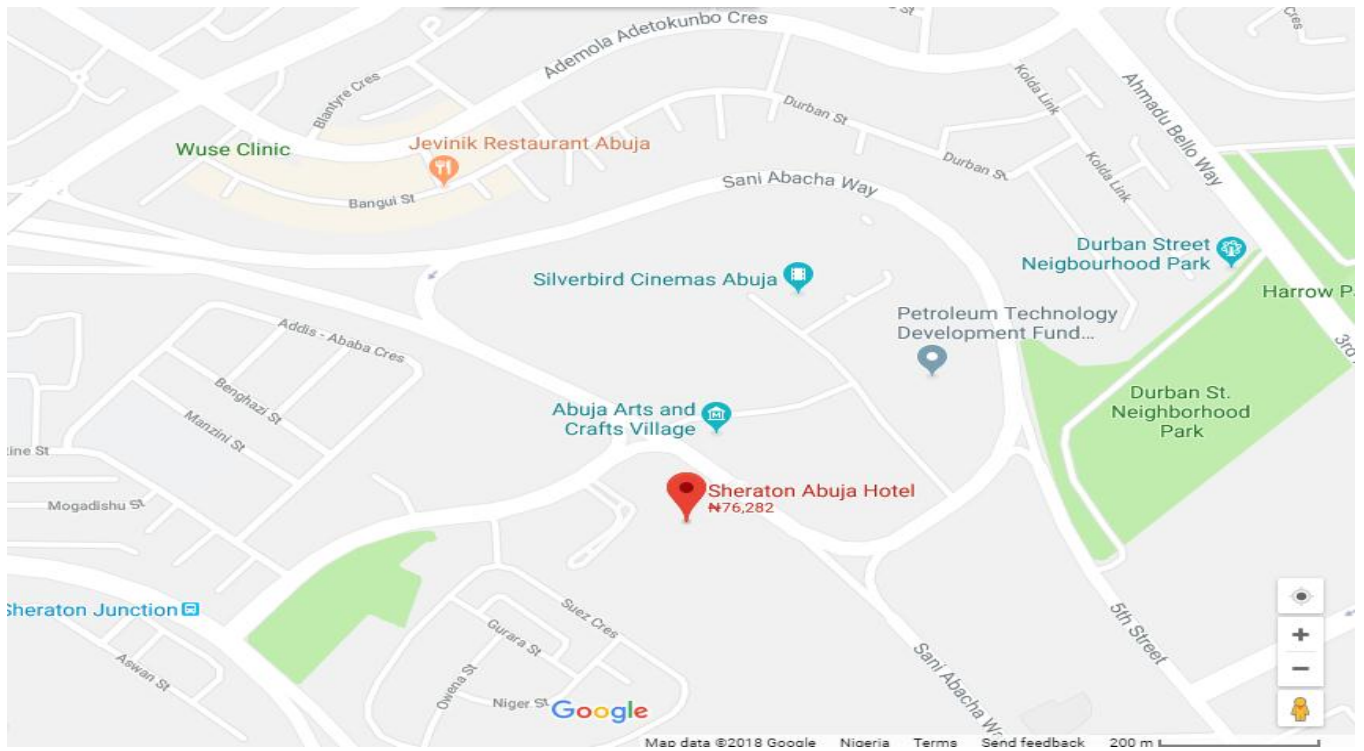 Ademola Adetokunbo Cres
St
Cres
Blantyre Cres
Kolda Link
Ahmadu Bello Way
Durban St
Wuse Clinic
Jevinik Restaurant Abuja
Durban St
Kolda Link
Sani Abacha Way
Bangui St
Durban Street
Neigbourhood Park
Silverbird Cinemas Abuja
Harrow P
Petroleum Technology
Development Fund...
Addis - Ababa Cres
3rd
Benghazi St
Durban St.
Neighborhood
Park
Abuja Arts and
Crafts Village
Manzini St
tine St
Sheraton Abuja Hotel
₦76,282
Mogadishu St
Sheraton Junction
Suez Cres
5th Street
Gurara St
Aswan St
Owena St
Sani Abacha Wa
Niger St
Google
Map data ©2018 Google Nigeria Terms Send feedback 200 m